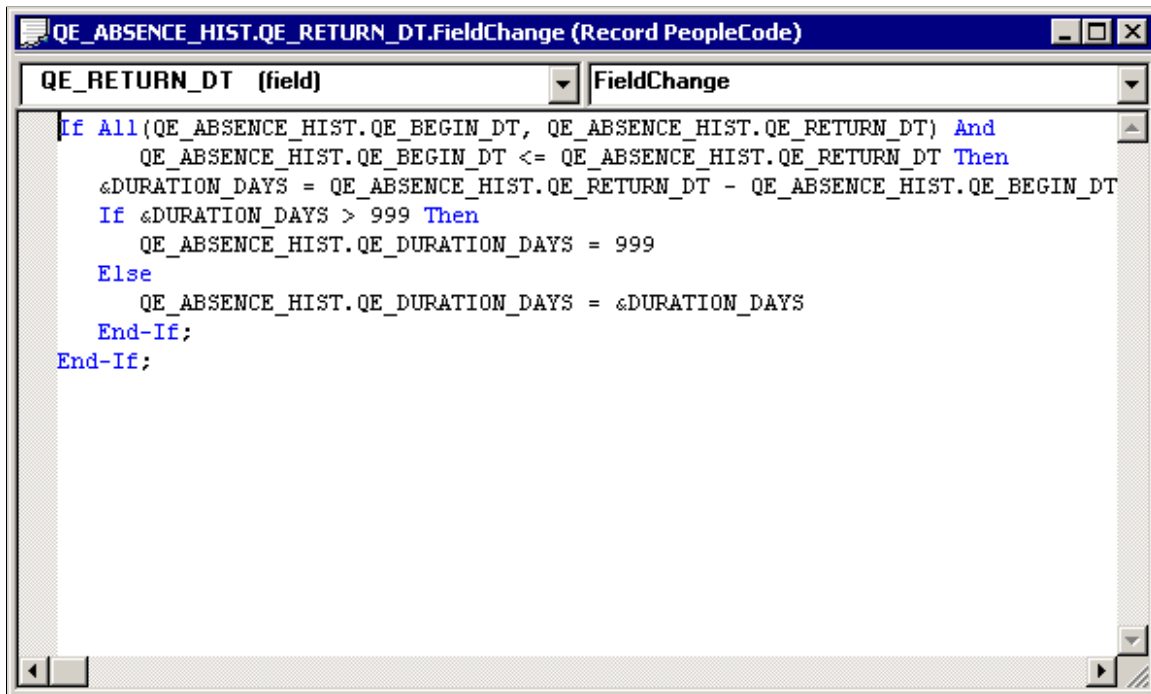 QE_ABSENCE_HIST.QE_RETURN_DT.FieldChange (Record PeopleCode)
QE_RETURN_DT (field) FieldChange
If All(QE_ABSENCE_HIST.QE_BEGIN_DT, QE_ABSENCE_HIST.QE_RETURN_DT) And
QE_ABSENCE_HIST.QE_BEGIN_DT <= QE_ABSENCE_HIST.QE_RETURN_DT Then
&DURATION_DAYS = QE_ABSENCE_HIST.QE_RETURN_DT - QE_ABSENCE_HIST.QE_BEGIN_DT
If &DURATION_DAYS > 999 Then
QE_ABSENCE_HIST.QE_DURATION_DAYS = 999
Else
QE_ABSENCE_HIST.QE_DURATION_DAYS = &DURATION_DAYS
End-If;
End-If;